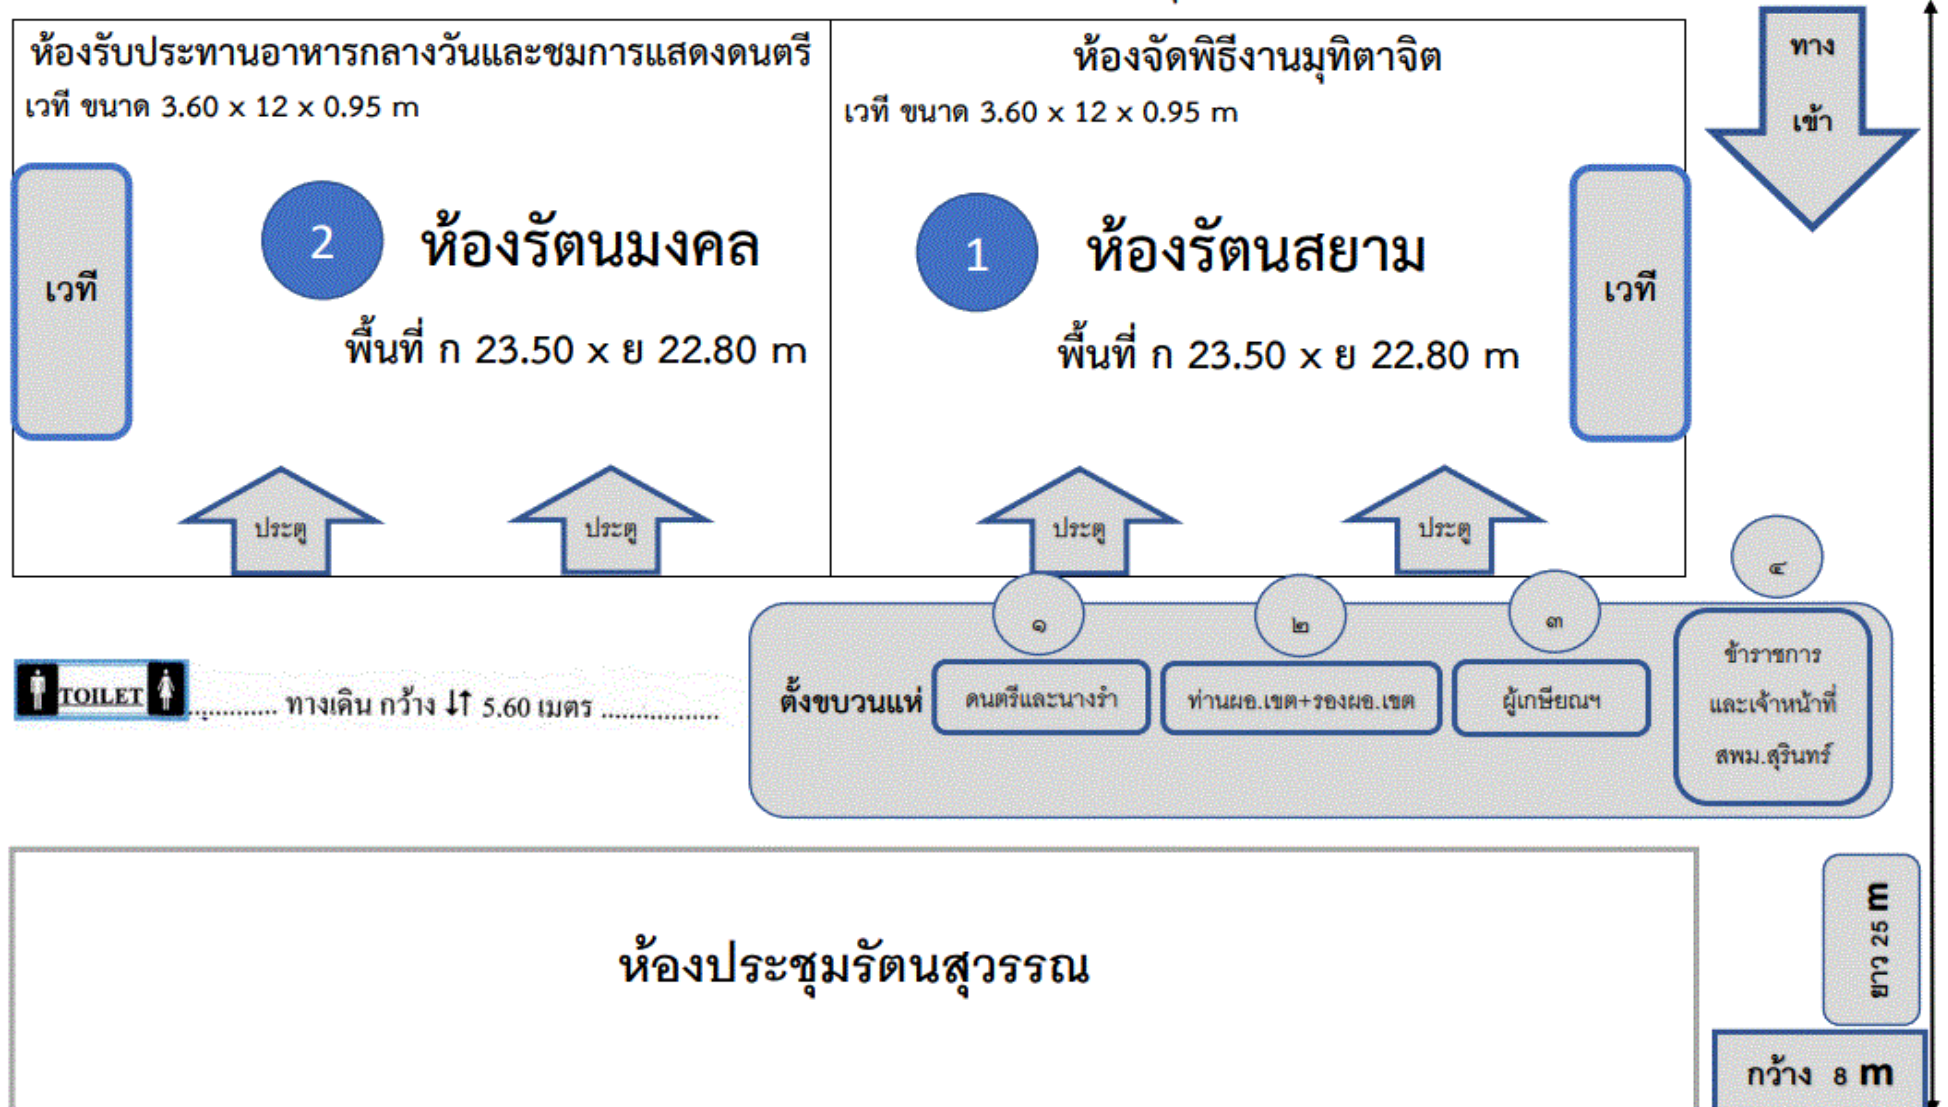 ห้องรับประทานอาหารกลางวันและชมการแสดงดนตรี
เวที ขนาด 3.60 x 12 x 0.95 m
ห้องจัดพิธีงานมุทิตาจิต
เวที ขนาด 3.60 x 12 x 0.95 m
ทาง
เข้า
เวที
2
ห้องรัตนมงคล
พื้นที่ ก 23.50 x ย 22.80 m
1
ห้องรัตนสยาม
พื้นที่ ก 23.50 x ย 22.80 m
เวที
ประตู
ประตู
ประตู
ประตู
๑
๒
๓
๔
TOILET
............ ทางเดิน กว้าง ↓↑ 5.60 เมตร .................
ตั้งขบวนแห่
ดนตรีและนางรำ
ท่านผอ.เขต+รองผอ.เขต
ผู้เกษียณฯ
ข้าราชการ
และเจ้าหน้าที่
สพม.สุรินทร์
ห้องประชุมรัตนสุวรรณ
ยาว 25 m
กว้าง 8 m